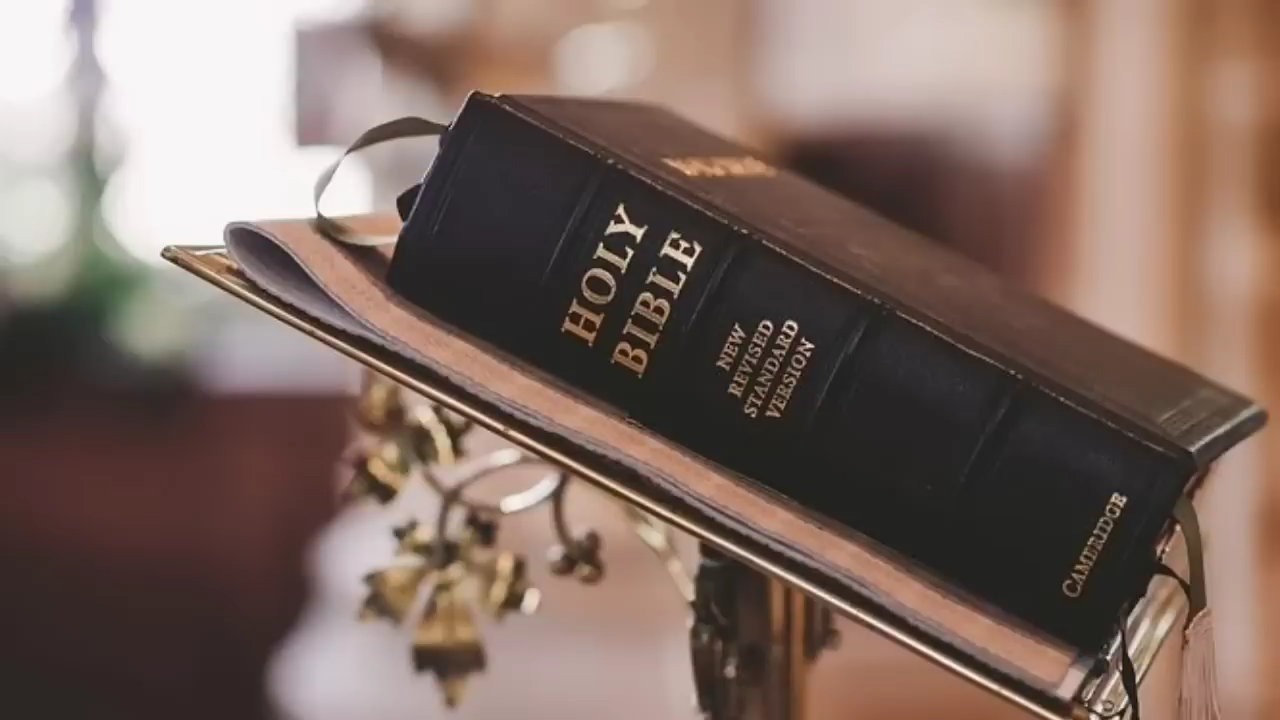 HOLY
BIBLE
NEW
REVISED
STANDARD
VERSION
CAMBRIDGE